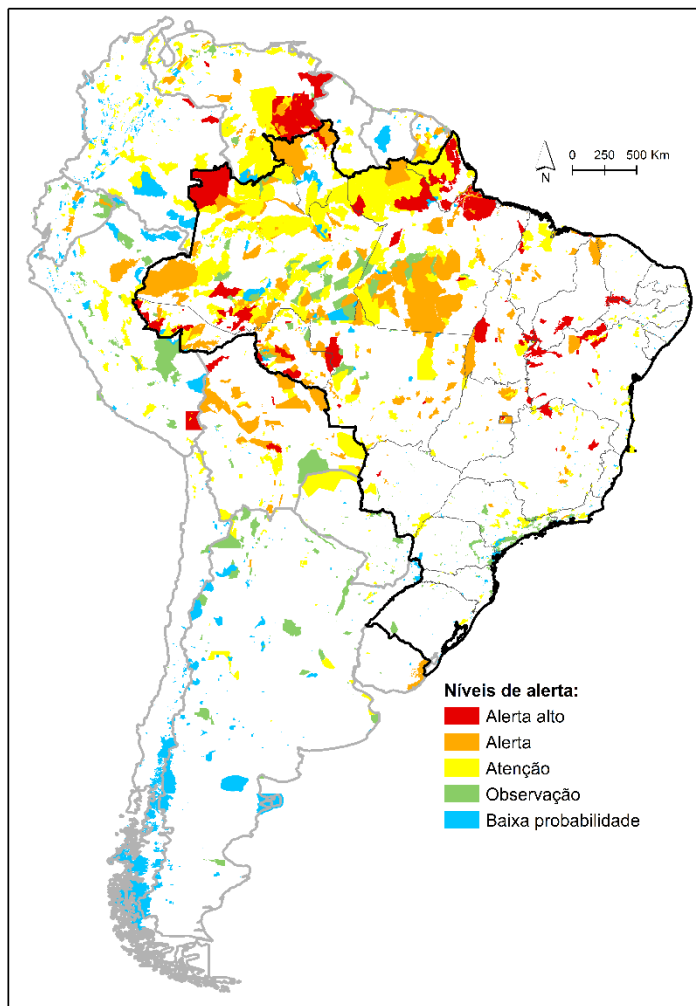 N
0 250 500 Km
Níveis de alerta:
Alerta alto
Alerta
Atenção
Observação
Baixa probabilidade